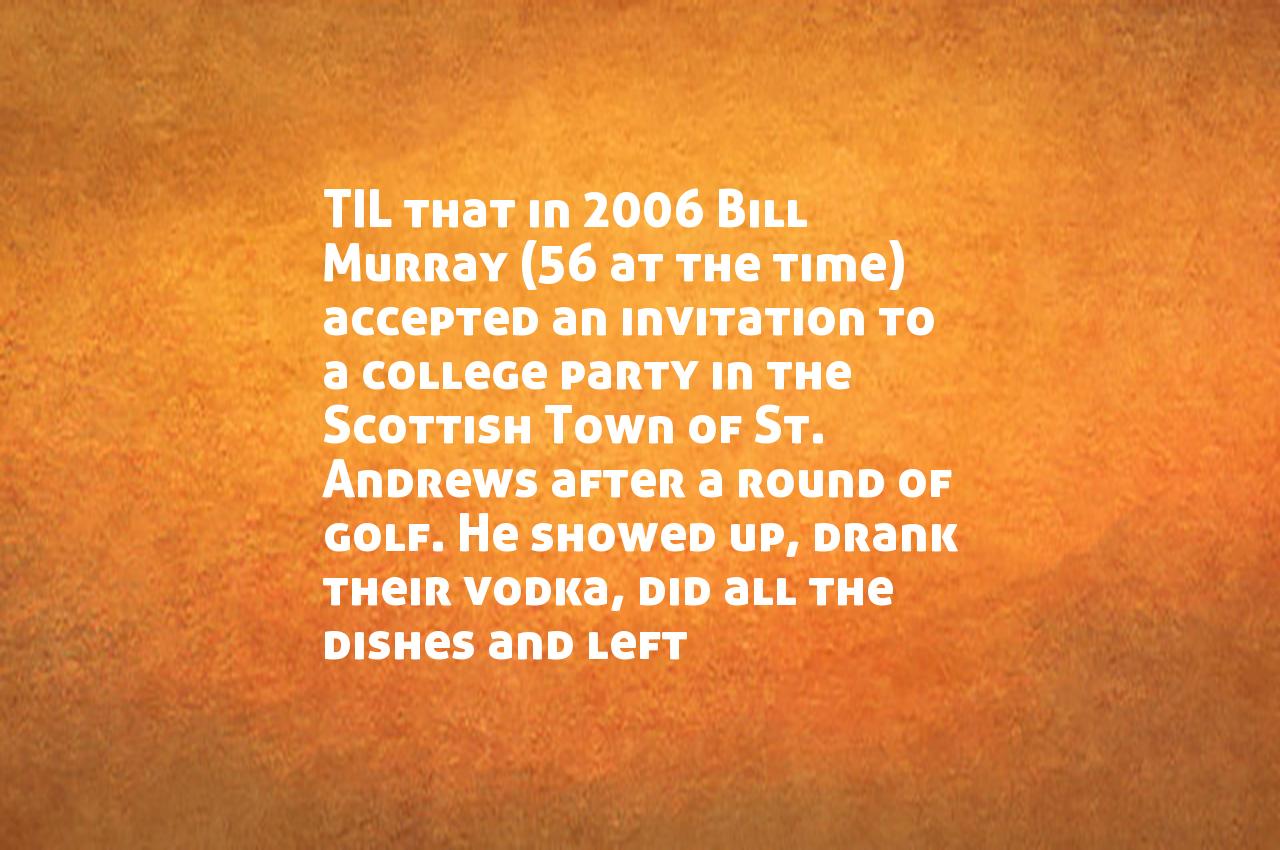 TIL that in 2006 Bill
Murray (56 at the time)
accepted an invitation to
a college party in the
Scottish Town of St.
Andrews after a round of
golf. He showed up, drank
their vodka, did all the
dishes and left